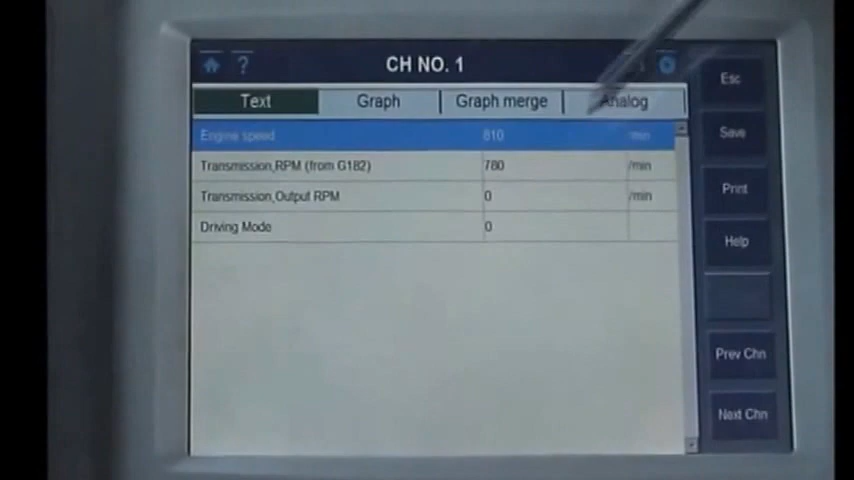 ?
CH NO. 1
Text
Graph
Graph merge
Analog
Engine speed 810 /min
Transmission,RPM (from G182) 780 /min
Transmission,Output RPM 0 /min
Driving Mode 0
Esc
Save
Print
Help
Prev Chn
Next Chn